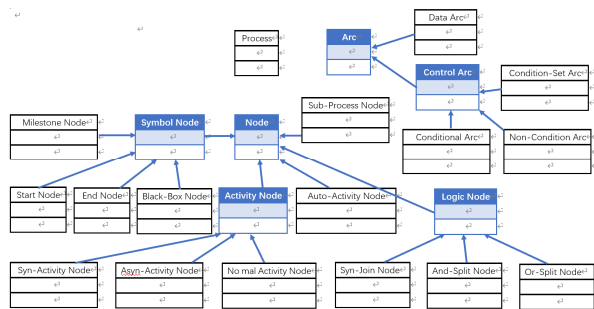 Data Arc
Process
Arc
Control Arc
Condition-Set Arc
Sub-Process Node
Milestone Node
Symbol Node
Node
Conditional Arc
Non-Condition Arc
Start Node
End Node
Black-Box Node
Activity Node
Auto-Activity Node
Logic Node
Syn-Activity Node
Asyn-Activity Node
No mal Activity Node
Syn-Join Node
And-Split Node
Or-Split Node